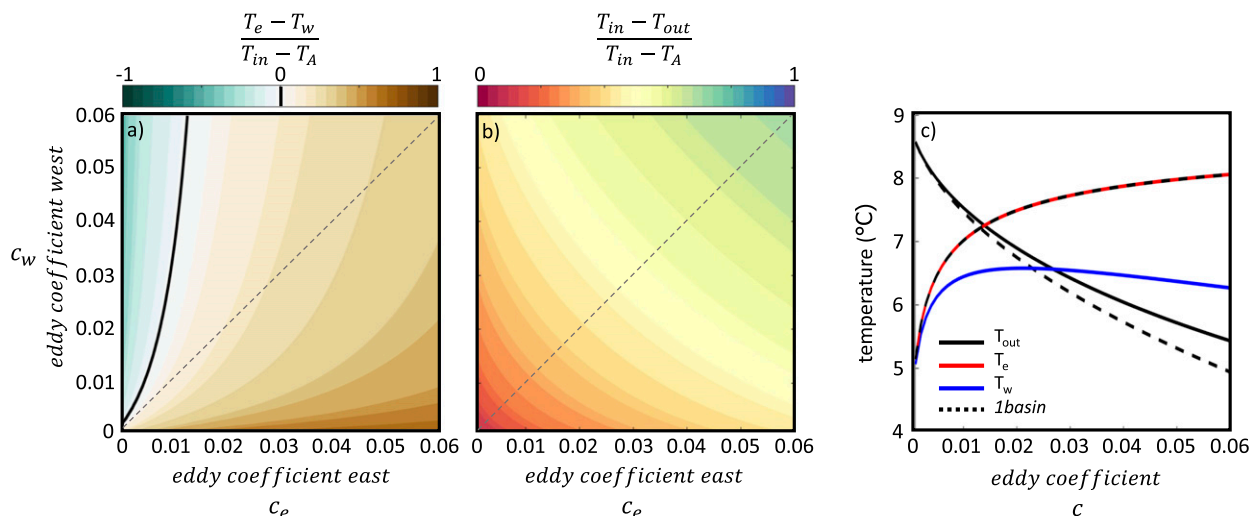 T_e − T_w
T_in − T_A
-1 0 1
T_in − T_out
T_in − T_A
0 1
a)
0.06
0.05
0.04
0.03
0.02
0.01
0
c_w
eddy coefficient west
0 0.01 0.02 0.03 0.04 0.05 0.06
eddy coefficient east
c_e
b)
0 0.01 0.02 0.03 0.04 0.05 0.06
eddy coefficient east
c_e
c)
9
8
7
6
5
4
temperature (°C)
T_out
T_e
T_w
1basin
0 0.01 0.02 0.03 0.04 0.05 0.06
eddy coefficient
c